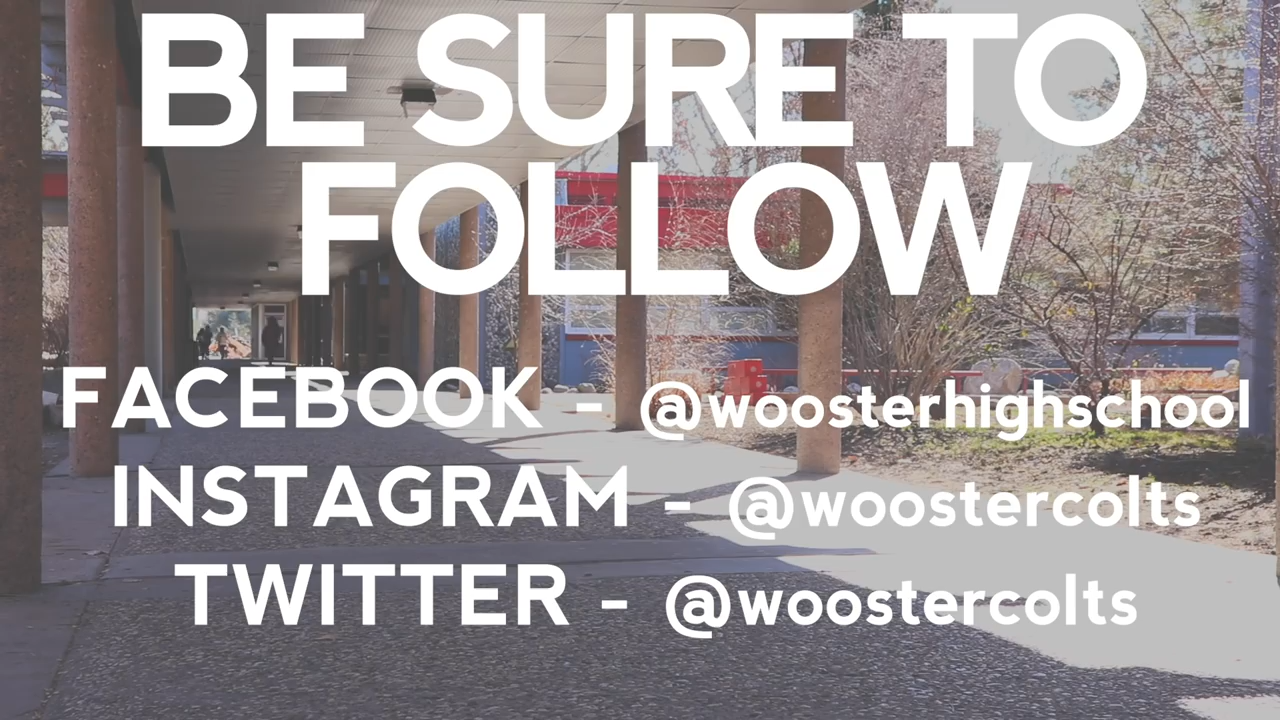 BE SURE TO
FOLLOW
FACEBOOK - @woosterhighschool
INSTAGRAM - @woostercolts
TWITTER - @woostercolts